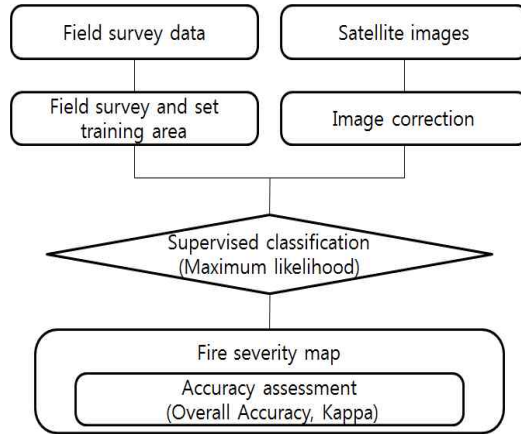 Field survey data
Satellite images
Field survey and set
training area
Image correction
Supervised classification
(Maximum likelihood)
Fire severity map
Accuracy assessment
(Overall Accuracy, Kappa)